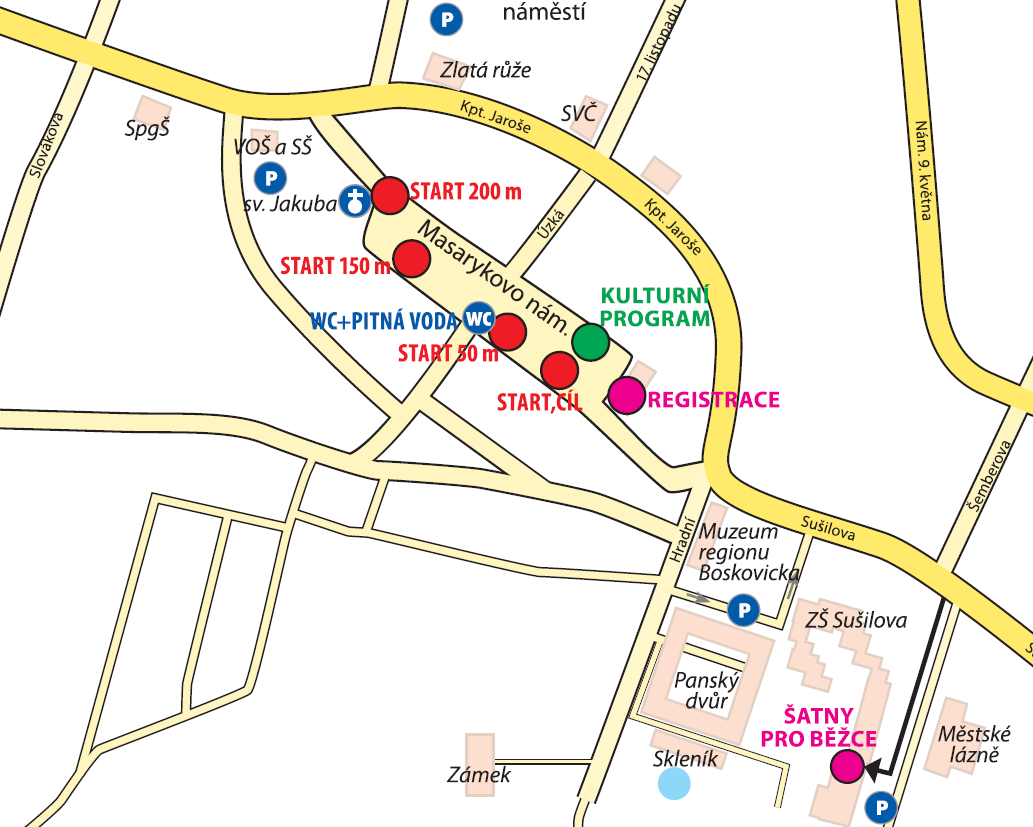 P
náměstí
17. listopadu
Zlatá růže
SVČ
Kpt. Jaroše
SpgŠ
Slovákova
VOŠ a SŠ
P
sv. Jakuba
START 200 m
Nám. 9. května
Kpt. Jaroše
Úzká
Masarykovo nám.
START 150 m
KULTURNÍ
PROGRAM
WC+PITNÁ VODA
WC
START 50 m
START,CÍL
REGISTRACE
Šemberova
Sušilova
Hradní
Muzeum
regionu
Boskovicka
P
ZŠ Sušilova
Panský
dvůr
ŠATNY
PRO BĚŽCE
Městské
lázně
Skleník
Zámek
P